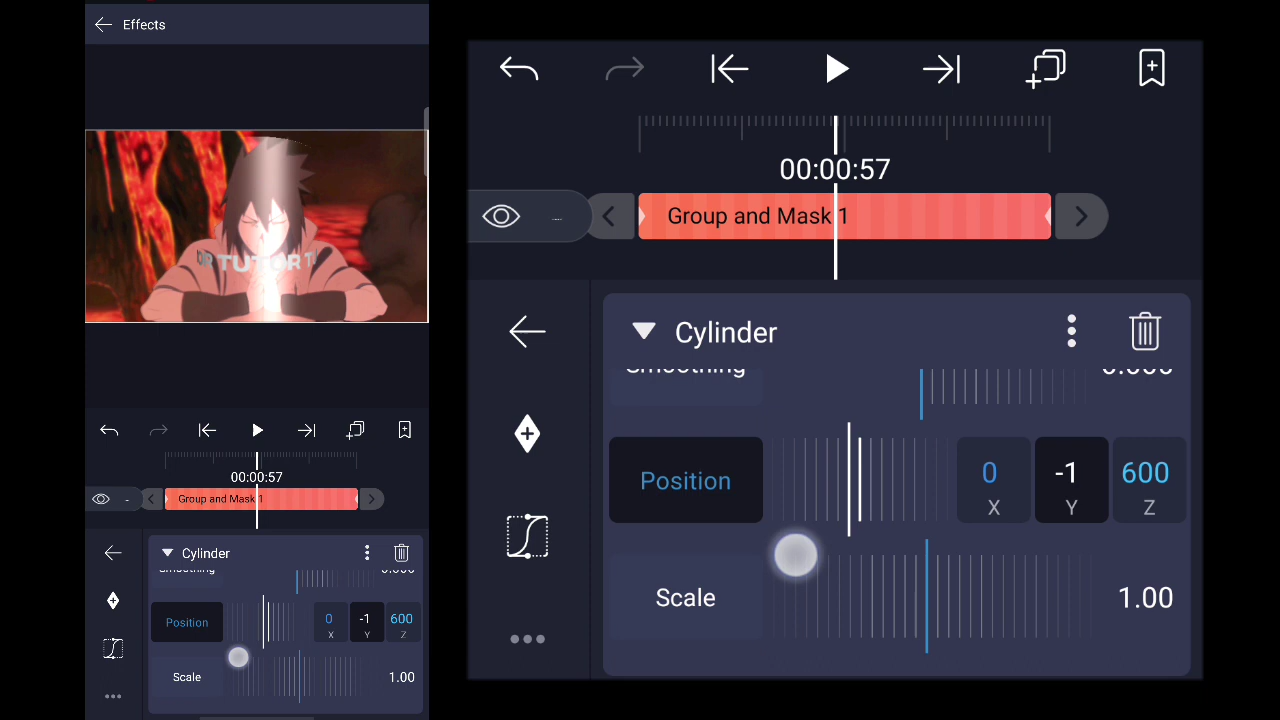 Effects
TUTOR
00:00:57
Group and Mask 1
Cylinder
Smoothing
0.000
Position
0
-1
600
X
Y
Z
Scale
1.00
00:00:57
Group and Mask 1
Cylinder
Smoothing
0.000
Position
0
-1
600
X
Y
Z
Scale
1.00